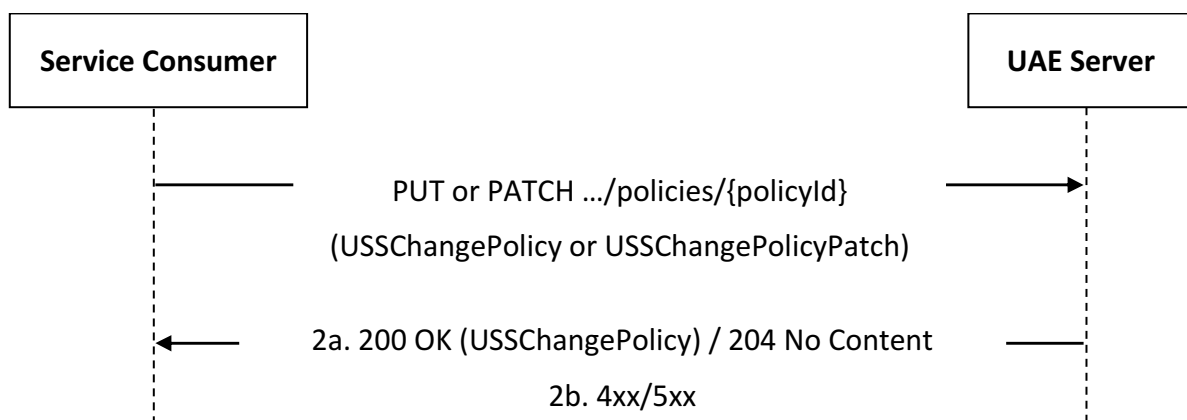 Service Consumer
UAE Server
PUT or PATCH …/policies/{policyId}
(USSChangePolicy or USSChangePolicyPatch)
2a. 200 OK (USSChangePolicy) / 204 No Content
2b. 4xx/5xx